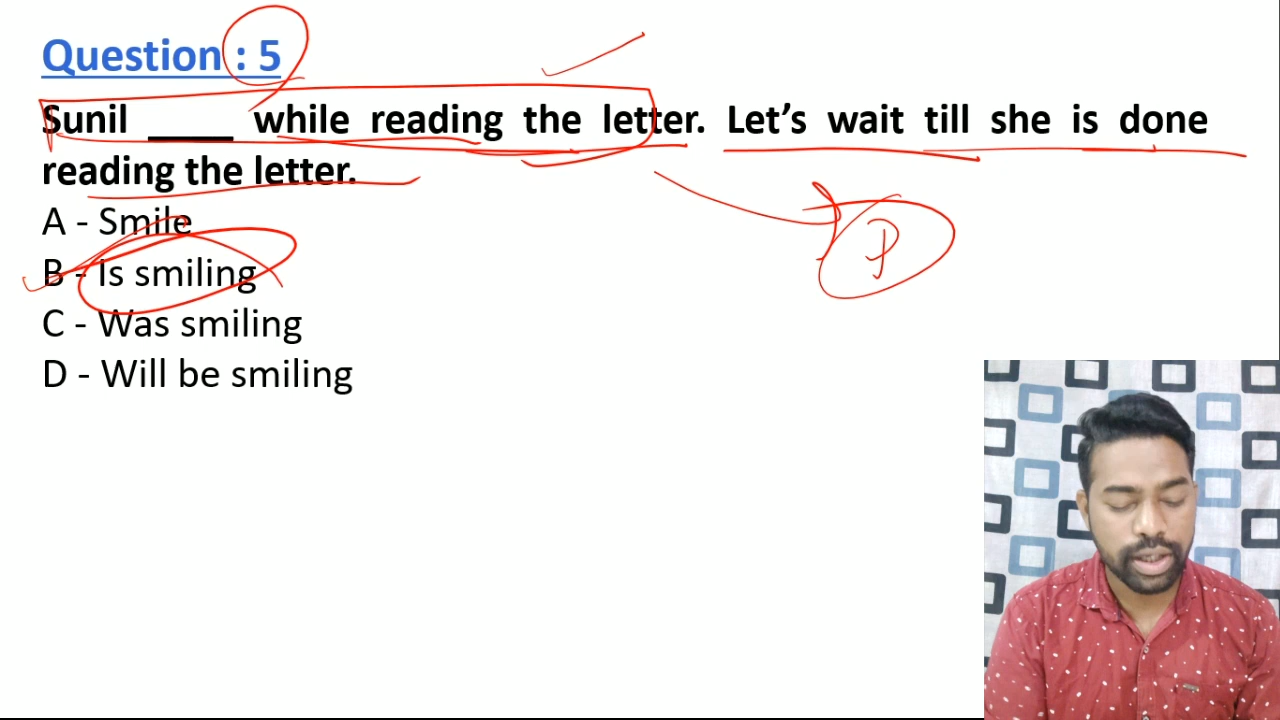 Question : 5
Sunil _____ while reading the letter. Let’s wait till she is done
reading the letter.
A - Smile
B - Is smiling
C - Was smiling
D - Will be smiling
P